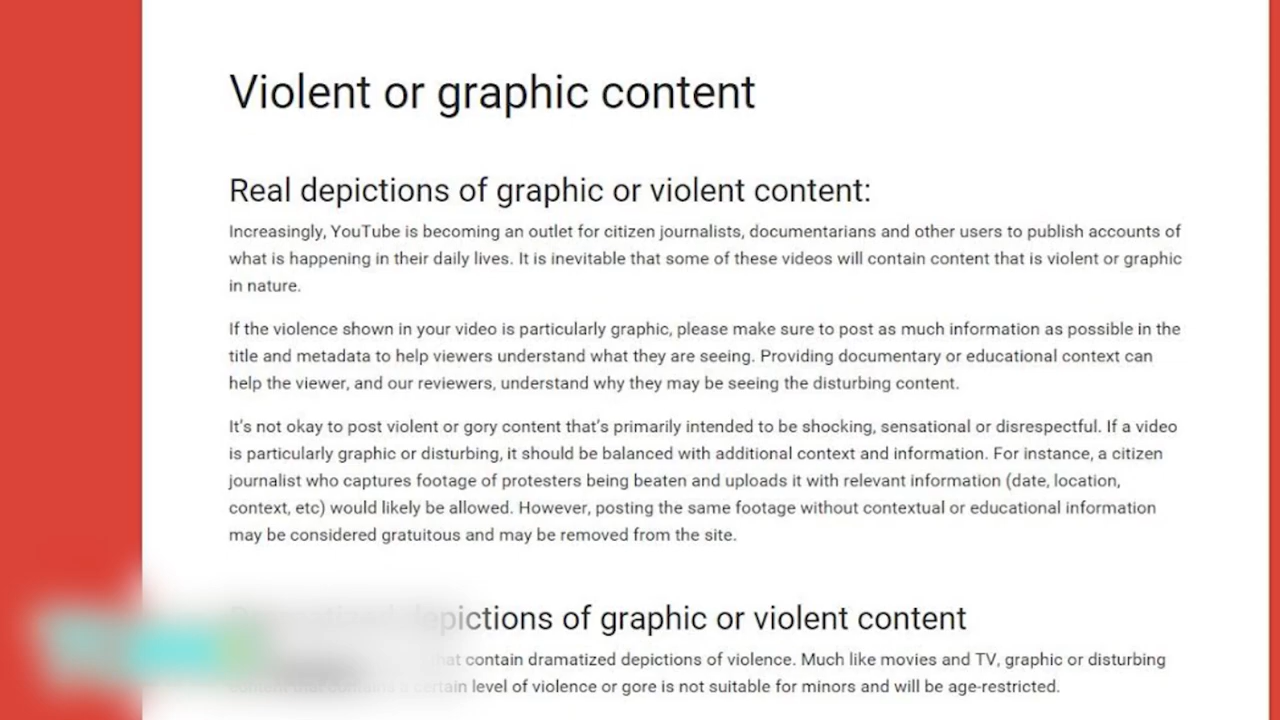 Violent or graphic content
Real depictions of graphic or violent content:
Increasingly, YouTube is becoming an outlet for citizen journalists, documentarians and other users to publish accounts of
what is happening in their daily lives. It is inevitable that some of these videos will contain content that is violent or graphic
in nature.
If the violence shown in your video is particularly graphic, please make sure to post as much information as possible in the
title and metadata to help viewers understand what they are seeing. Providing documentary or educational context can
help the viewer, and our reviewers, understand why they may be seeing the disturbing content.
It's not okay to post violent or gory content that's primarily intended to be shocking, sensational or disrespectful. If a video
is particularly graphic or disturbing, it should be balanced with additional context and information. For instance, a citizen
journalist who captures footage of protesters being beaten and uploads it with relevant information (date, location,
context, etc) would likely be allowed. However, posting the same footage without contextual or educational information
may be considered gratuitous and may be removed from the site.
depictions of graphic or violent content
that contain dramatized depictions of violence. Much like movies and TV, graphic or disturbing
content that contains a certain level of violence or gore is not suitable for minors and will be age-restricted.